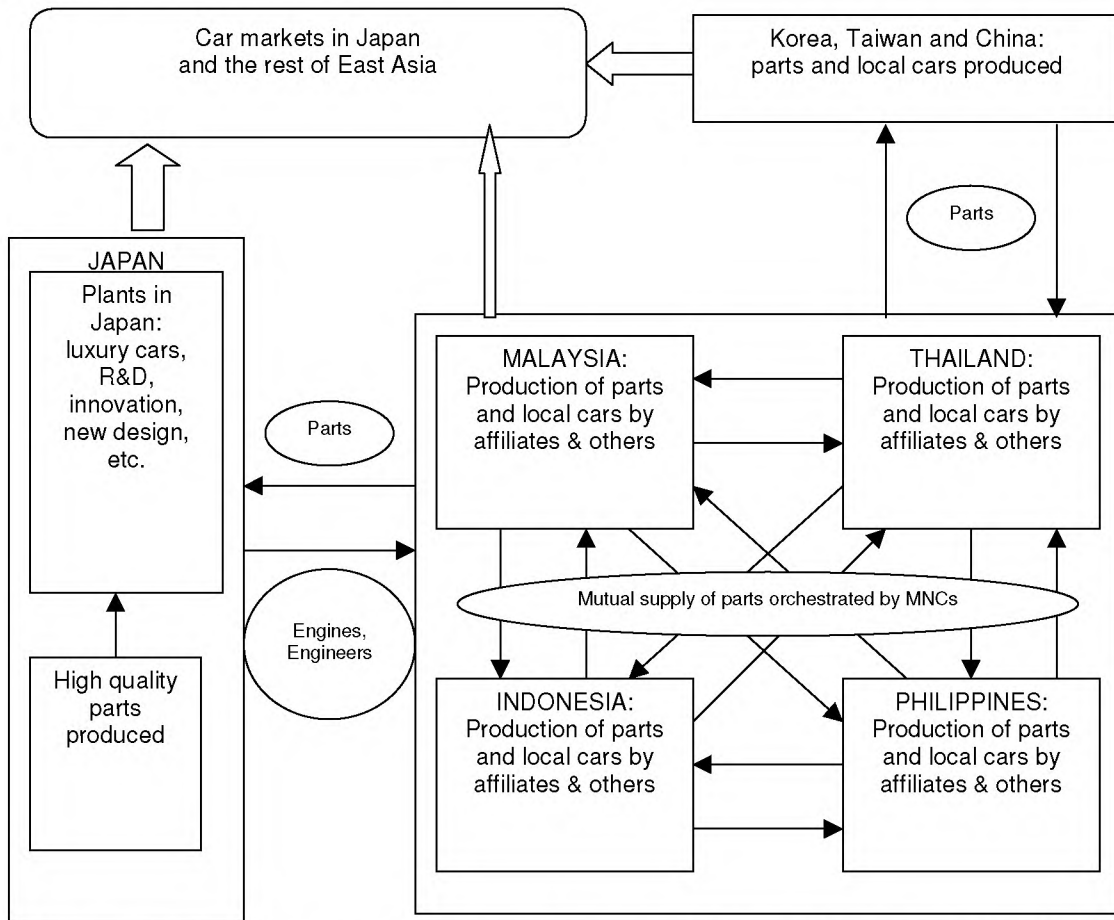 Car markets in Japan
and the rest of East Asia
Korea, Taiwan and China:
parts and local cars produced
Parts
JAPAN
Plants in
Japan:
luxury cars,
R&D,
innovation,
new design,
etc.
High quality
parts
produced
Parts
Engines,
Engineers
MALAYSIA:
Production of parts
and local cars by
affiliates & others
THAILAND:
Production of parts
and local cars by
affiliates & others
Mutual supply of parts orchestrated by MNCs
INDONESIA:
Production of parts
and local cars by
affiliates & others
PHILIPPINES:
Production of parts
and local cars by
affiliates & others